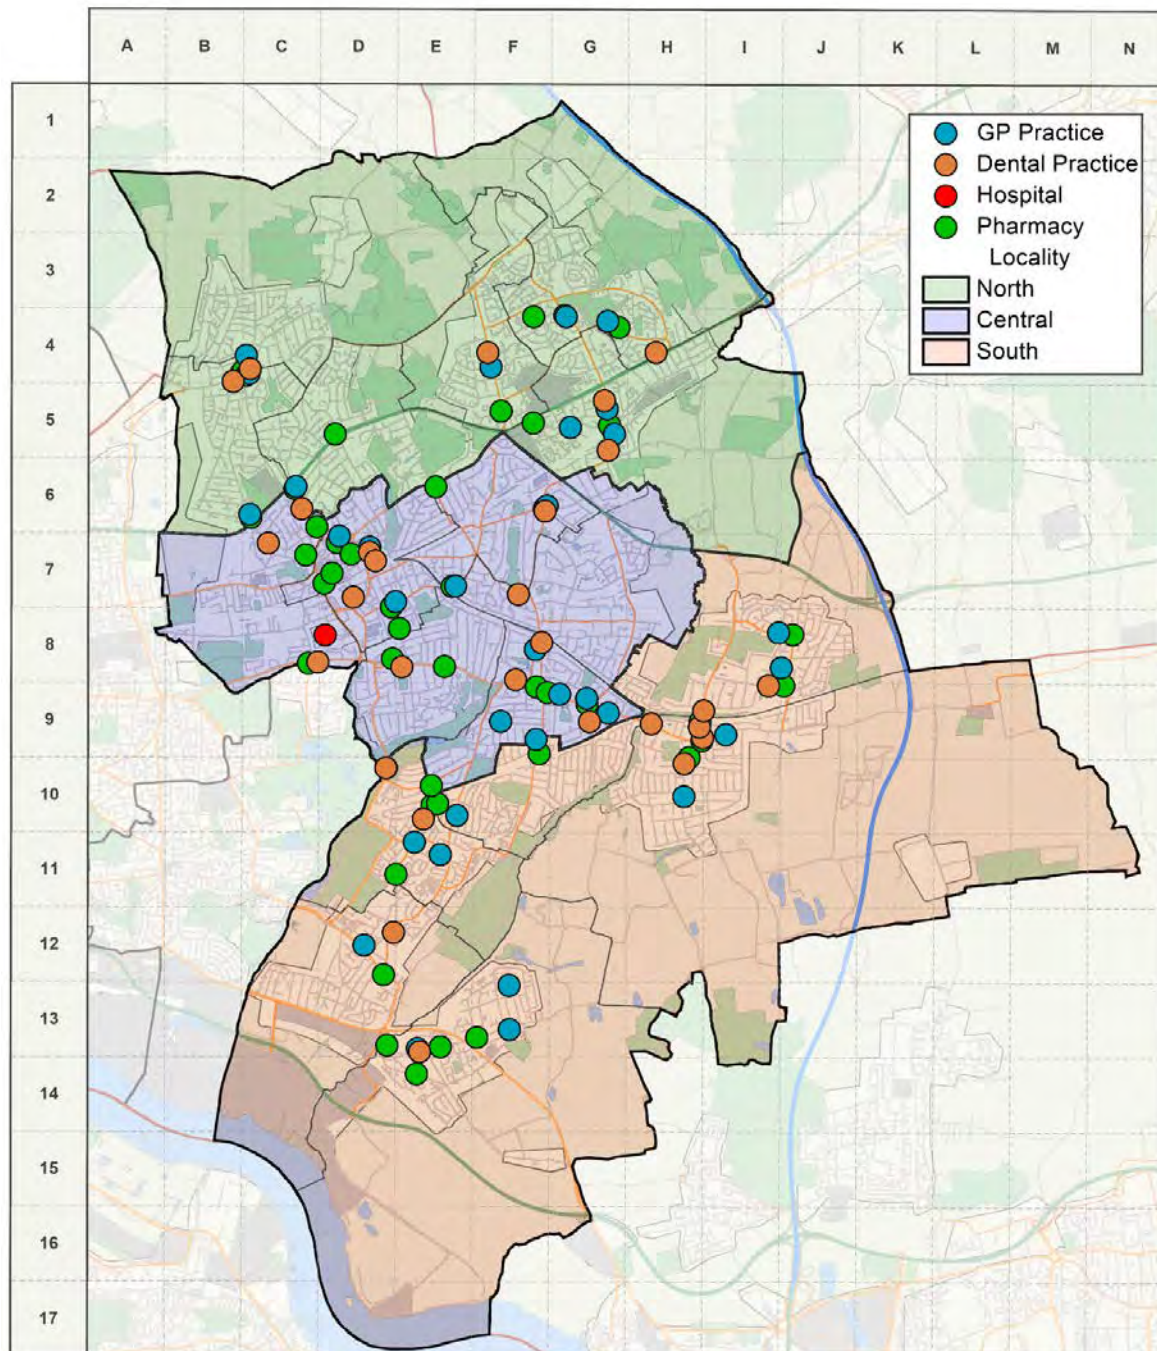 A B C D E F G H I J K L M N
1
2
3
4
5
6
7
8
9
10
11
12
13
14
15
16
17
GP Practice
Dental Practice
Hospital
Pharmacy
Locality
North
Central
South